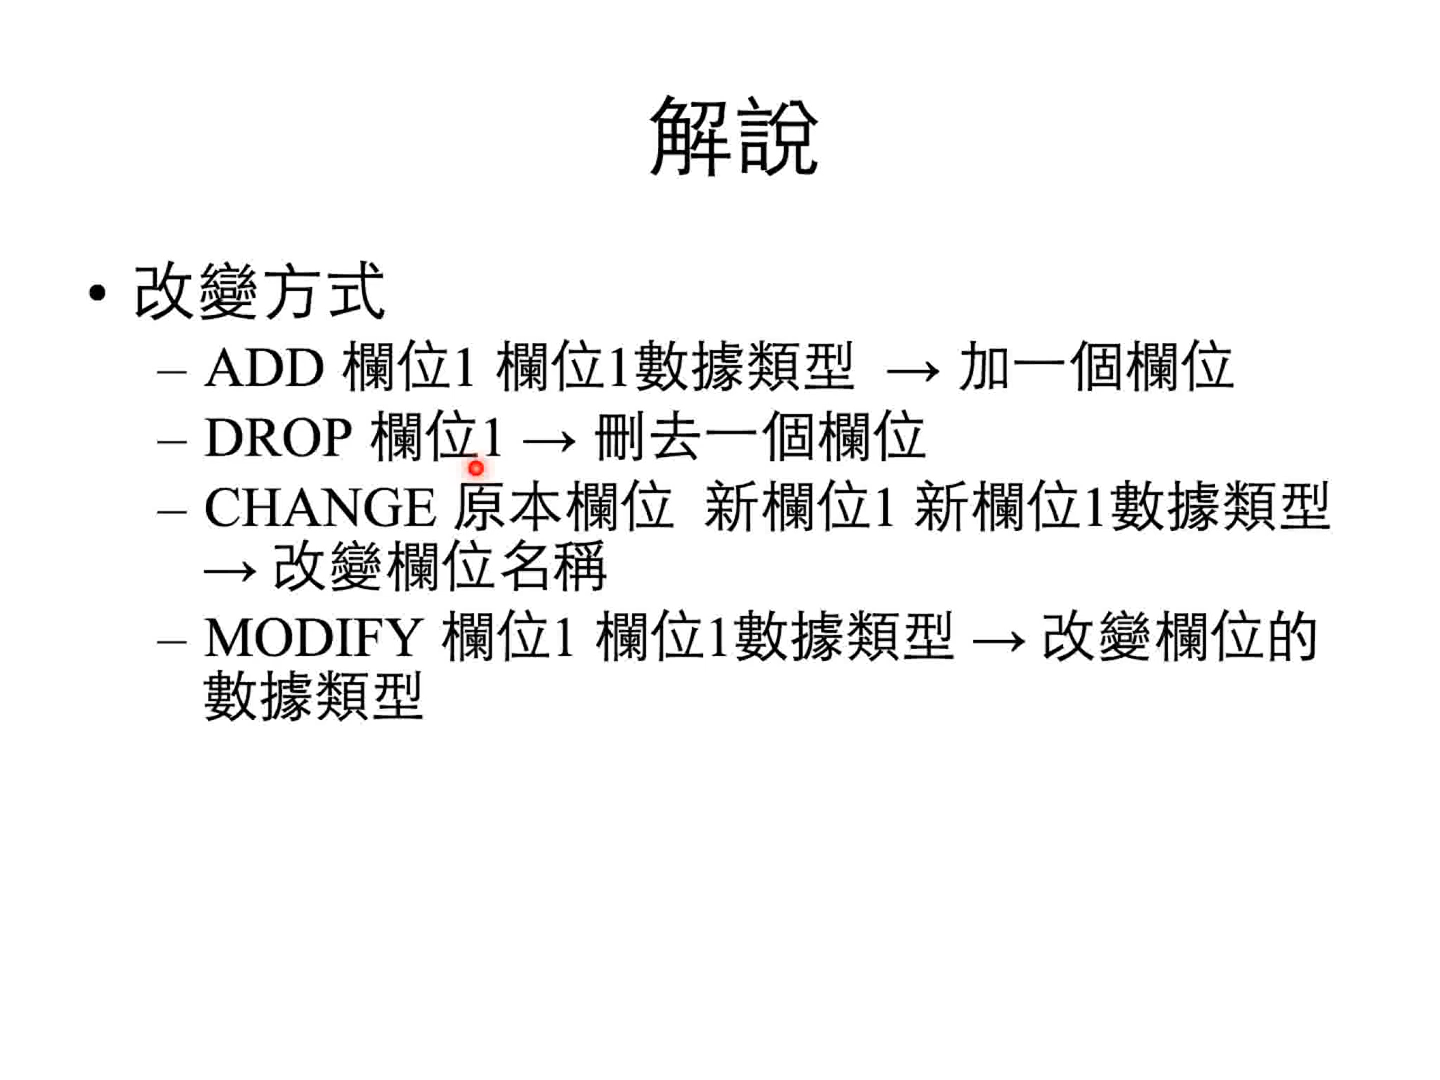 解說
• 改變方式
– ADD 欄位1 欄位1數據類型 → 加一個欄位
– DROP 欄位1 → 刪去一個欄位
– CHANGE 原本欄位 新欄位1 新欄位1數據類型
→ 改變欄位名稱
– MODIFY 欄位1 欄位1數據類型 → 改變欄位的
數據類型